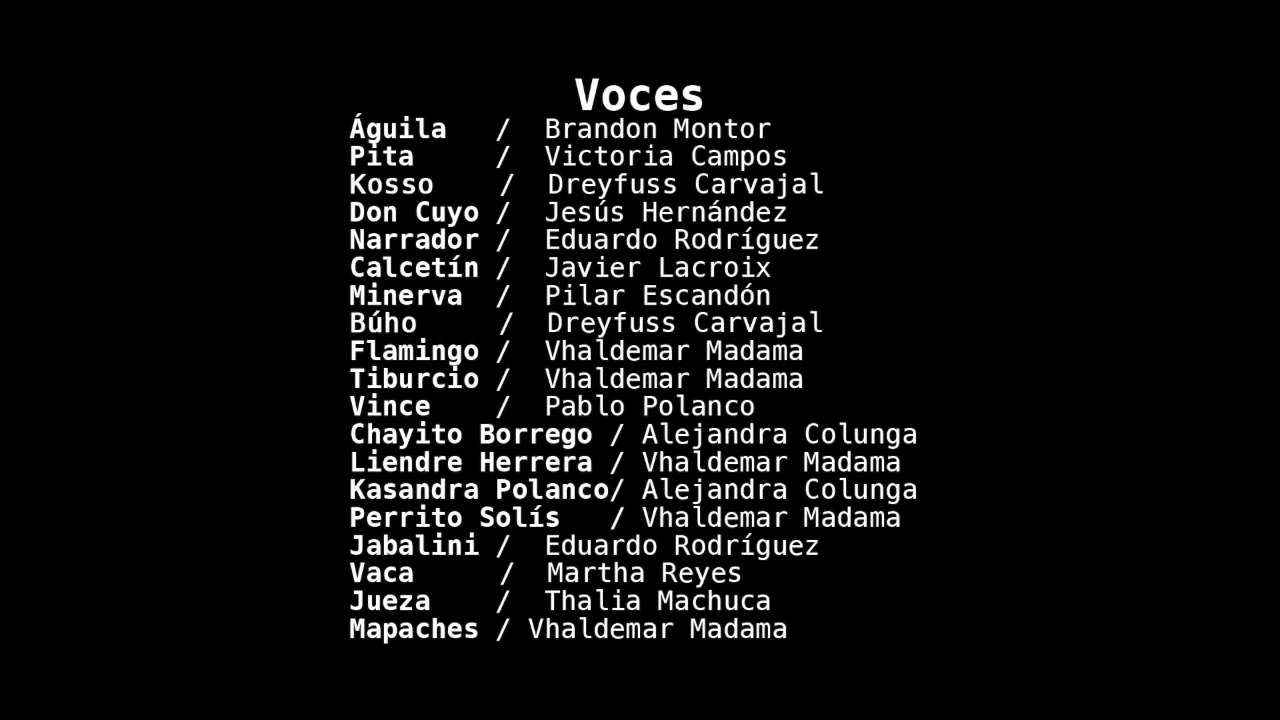 Voces
Águila / Brandon Montor
Pita / Victoria Campos
Kosso / Dreyfuss Carvajal
Don Cuyo / Jesús Hernández
Narrador / Eduardo Rodríguez
Calcetín / Javier Lacroix
Minerva / Pilar Escandón
Búho / Dreyfuss Carvajal
Flamingo / Vhaldemar Madama
Tiburcio / Vhaldemar Madama
Vince / Pablo Polanco
Chayito Borrego / Alejandra Colunga
Liendre Herrera / Vhaldemar Madama
Kasandra Polanco/ Alejandra Colunga
Perrito Solís / Vhaldemar Madama
Jabalini / Eduardo Rodríguez
Vaca / Martha Reyes
Jueza / Thalia Machuca
Mapaches / Vhaldemar Madama